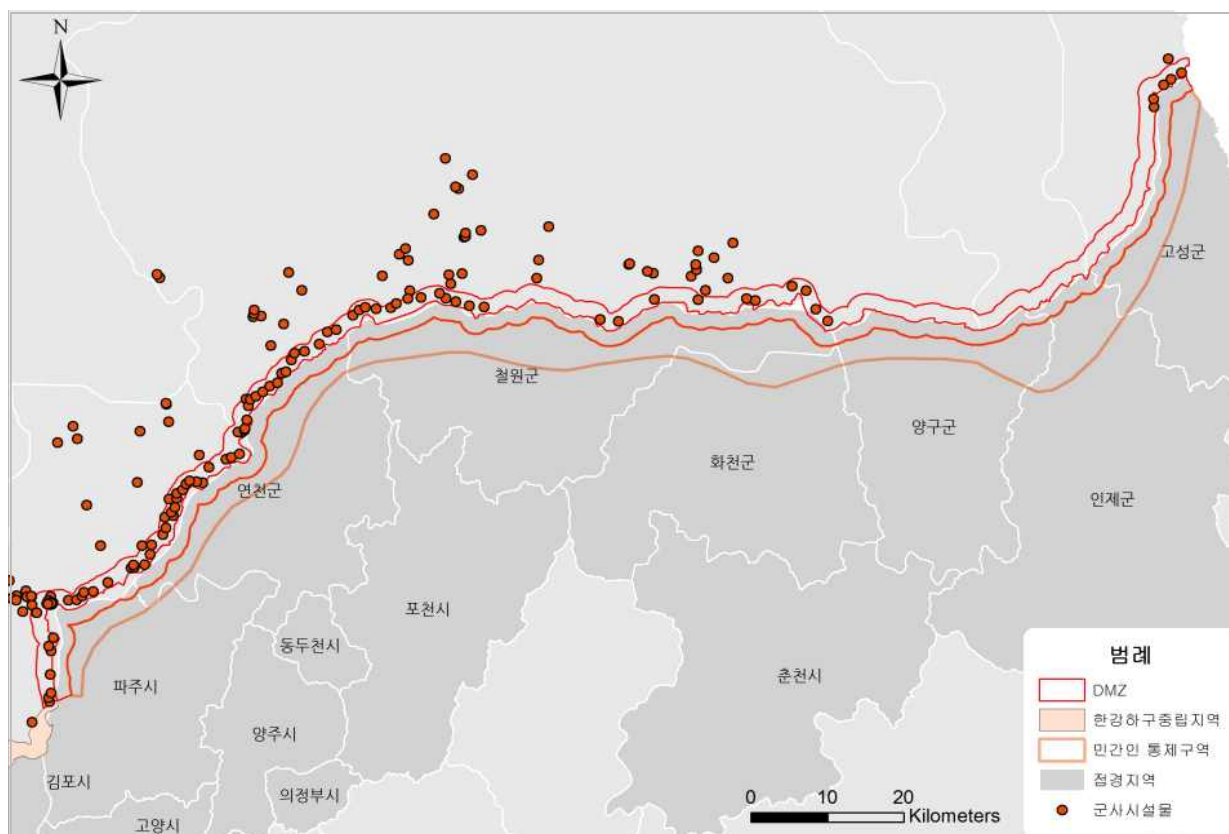 N
고성군
철원군
양구군
화천군
연천군
인제군
포천시
동두천시
춘천시
파주시
양주시
김포시
의정부시
고양시
범례
DMZ
한강하구중립지역
민간인 통제구역
접경지역
군사시설물
0 10 20
Kilometers